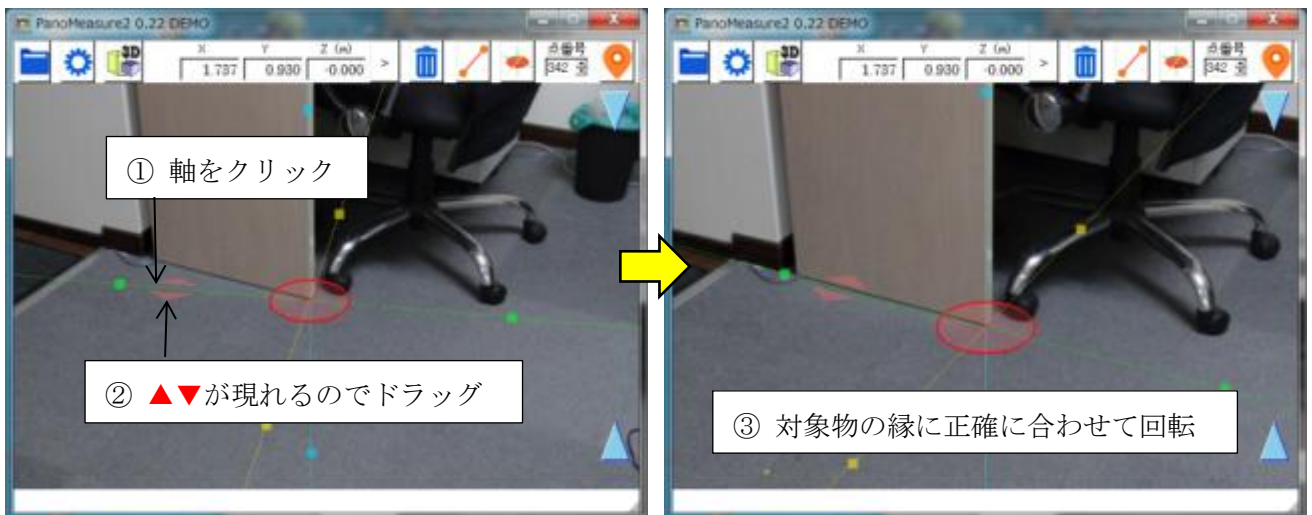 PanoMeasure2 0.22 DEMO
3D
X Y Z (m)
1.737 0.930 -0.000 >
点番号
342
① 軸をクリック
② ▲▼が現れるのでドラッグ
PanoMeasure2 0.22 DEMO
3D
X Y Z (m)
1.737 0.930 -0.000 >
点番号
342
③ 対象物の縁に正確に合わせて回転